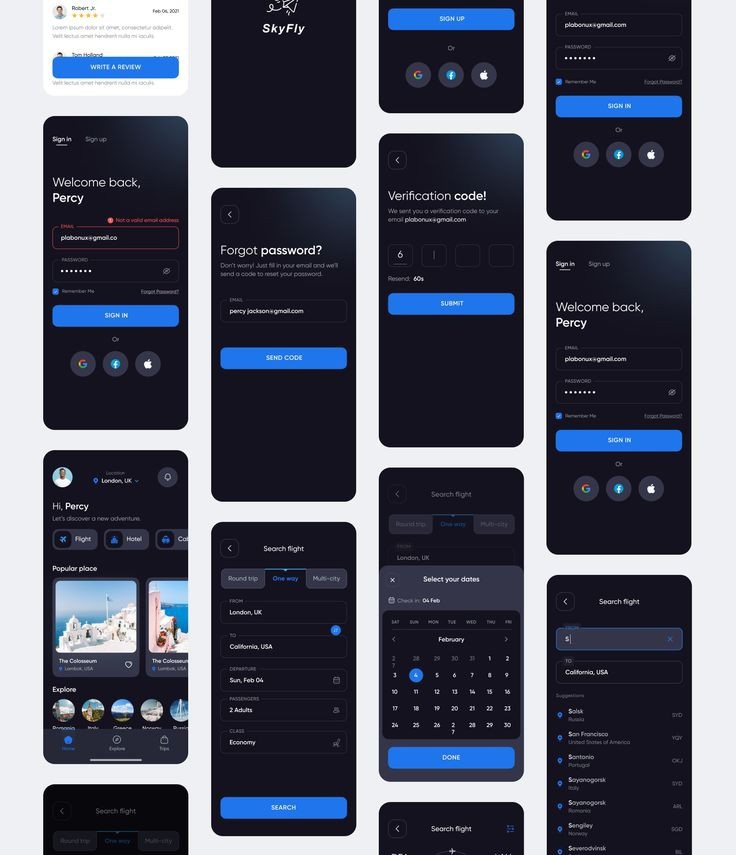 Robert Jr.
Feb 06, 2021
Lorem ipsum dolor sit amet, consectetur adipelit.
Velit lectus amet hendrerit nulla mi iaculis.
Tom Holland
WRITE A REVIEW
Velit lectus amet hendrerit nulla mi iaculis.
Sign in
Sign up
Welcome back,
Percy
Not a valid email address
EMAIL
plabonux@gmail.co
PASSWORD
Remember Me
Forgot Password?
SIGN IN
Or
Location
London, UK
Hi, Percy
Let's discover a new adventure.
Flight
Hotel
Popular place
The Colosseum
Lombok, UK
The C
Lomb
Explore
Romania
Italy
Greece
Norway
Russia
Home
Explore
Trips
Search flight
Round trip
One way
Multi-city
SkyFly
Forgot password?
Don't worry! Just fill in your email and we'll
send a code to reset your password.
EMAIL
percy jackson@gmail.com
SEND CODE
Search flight
Round trip
One way
Multi-city
FROM
London, UK
TO
California, USA
DEPARTURE
Sun, Feb 04
PASSENGERS
2 Adults
CLASS
Economy
SEARCH
SIGN UP
Or
Verification code!
We sent you a verification code to your
email plabonux@gmail.com
6
Resend: 60s
SUBMIT
Search flight
Round trip
One way
Multi-city
FROM
London, UK
Select your dates
Check in: 04 Feb
SAT SUN MON TUE WED THU FRI
February
2
7 28 29 30 31 1 2
3 4 5 6 7 8 9
10 11 12 13 14 15 16
17 18 19 20 21 22 23
24 25 26 2
7 28 29 30
DONE
Search flight
EMAIL
plabonux@gmail.com
PASSWORD
Remember Me
Forgot Password?
SIGN IN
Or
Sign in
Sign up
Welcome back,
Percy
EMAIL
plabonux@gmail.com
PASSWORD
Remember Me
Forgot Password?
SIGN IN
Or
Search flight
FROM
S
TO
California, USA
Suggestions
Salsk
Russia
SYD
San Francisco
United States of America
YQY
Santonio
Portugal
OKJ
Sayanogorsk
Italy
SYD
Sayanogorsk
Romania
ARL
Sengiley
Norway
SGD
Severodvinsk
BIL